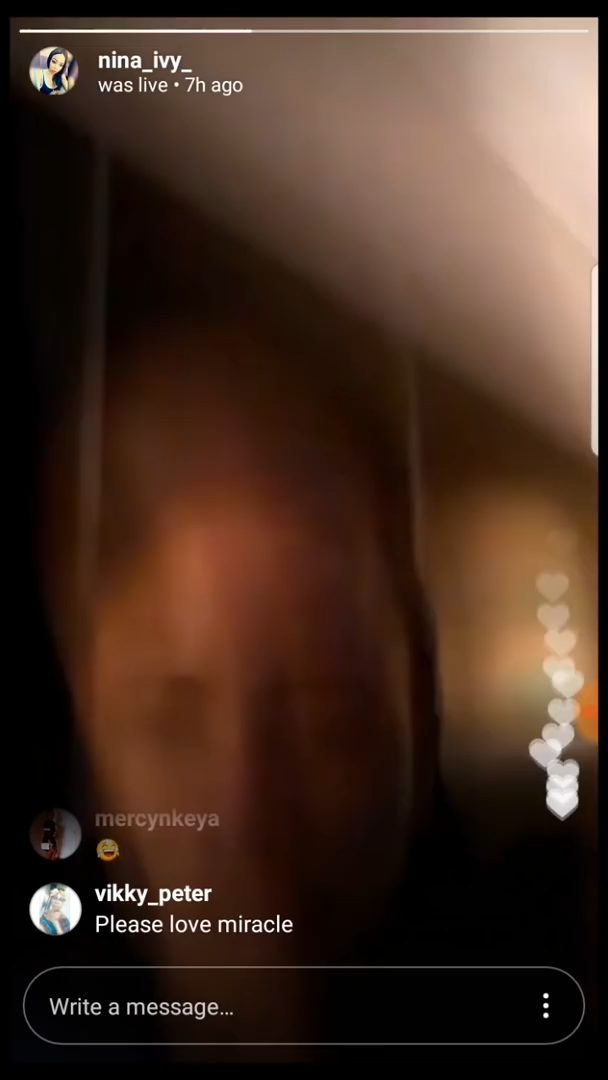 nina_ivy_
was live • 7h ago
mercynkeya
😂
vikky_peter
Please love miracle
Write a message...